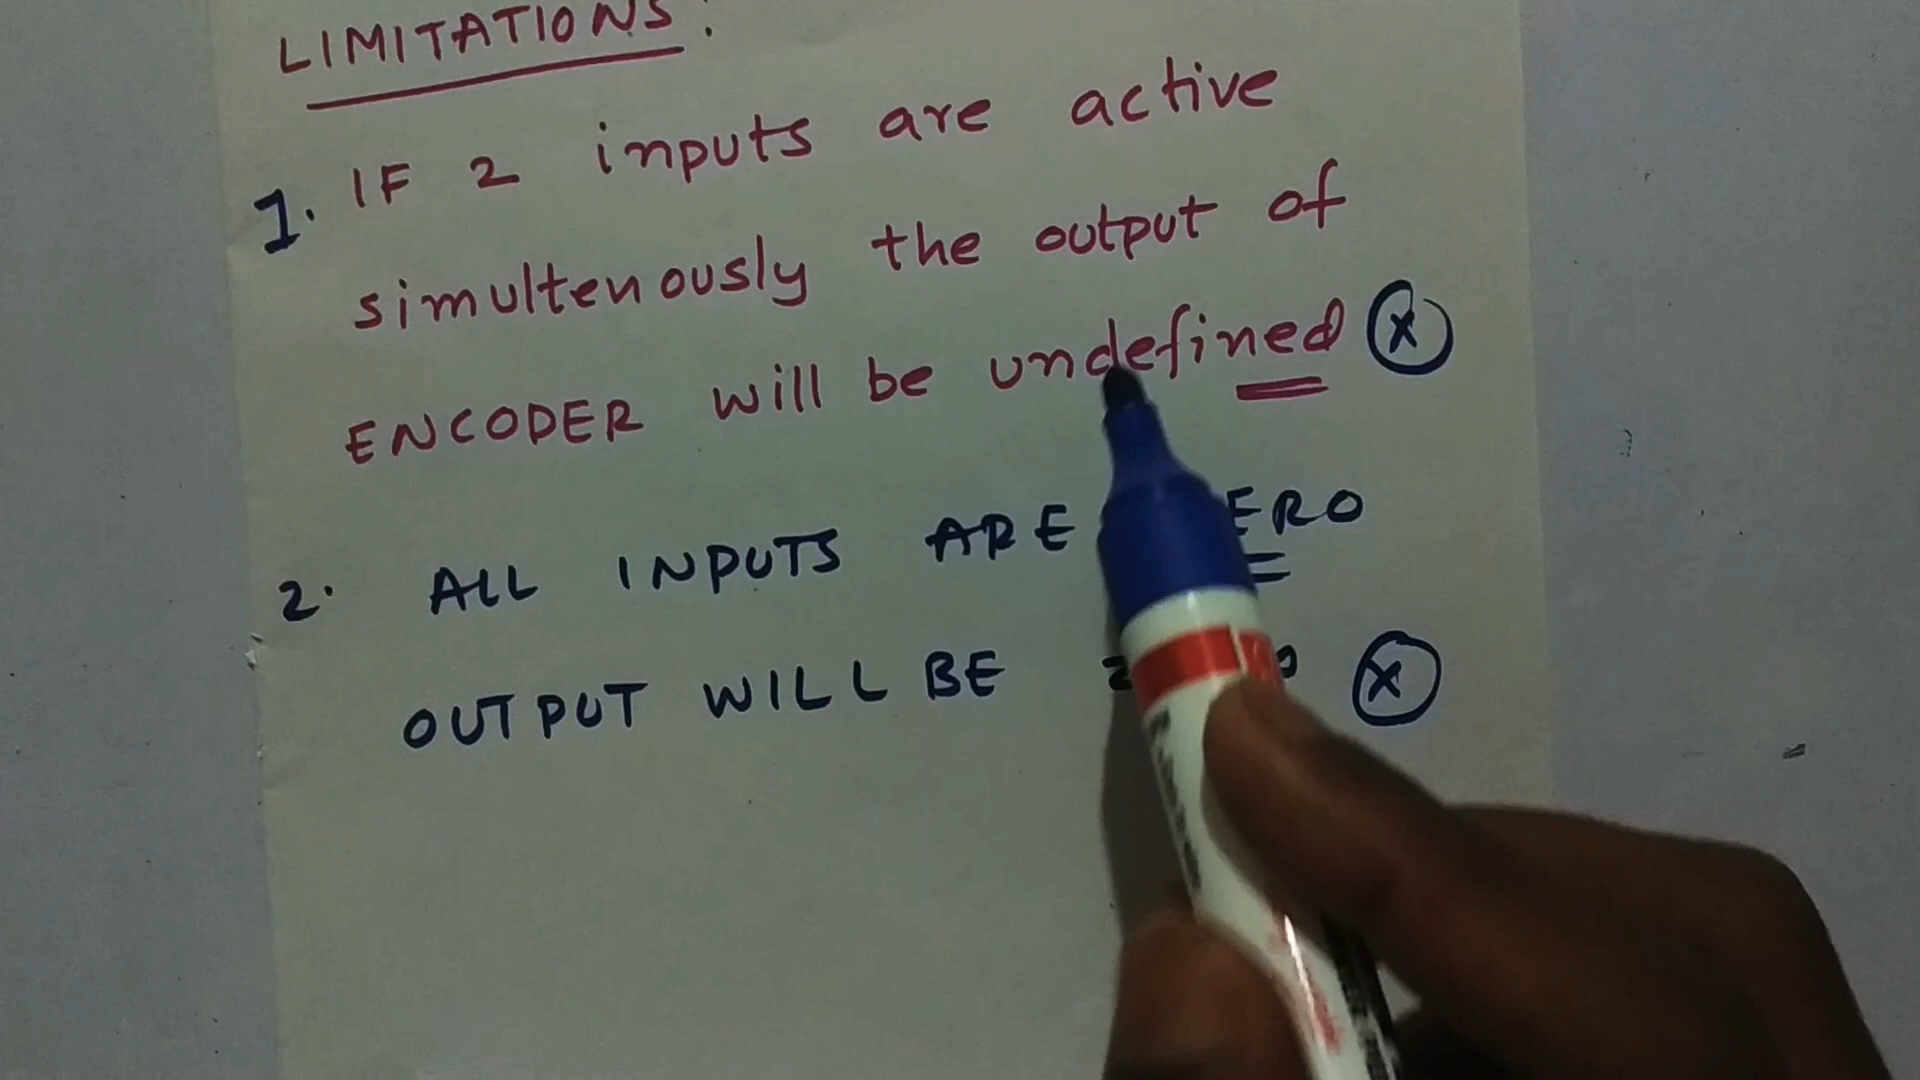 LIMITATIONS:
1. IF 2 inputs are active
simultenously the output of
ENCODER will be undefined X
2. ALL INPUTS ARE
OUTPUT WILL BE X